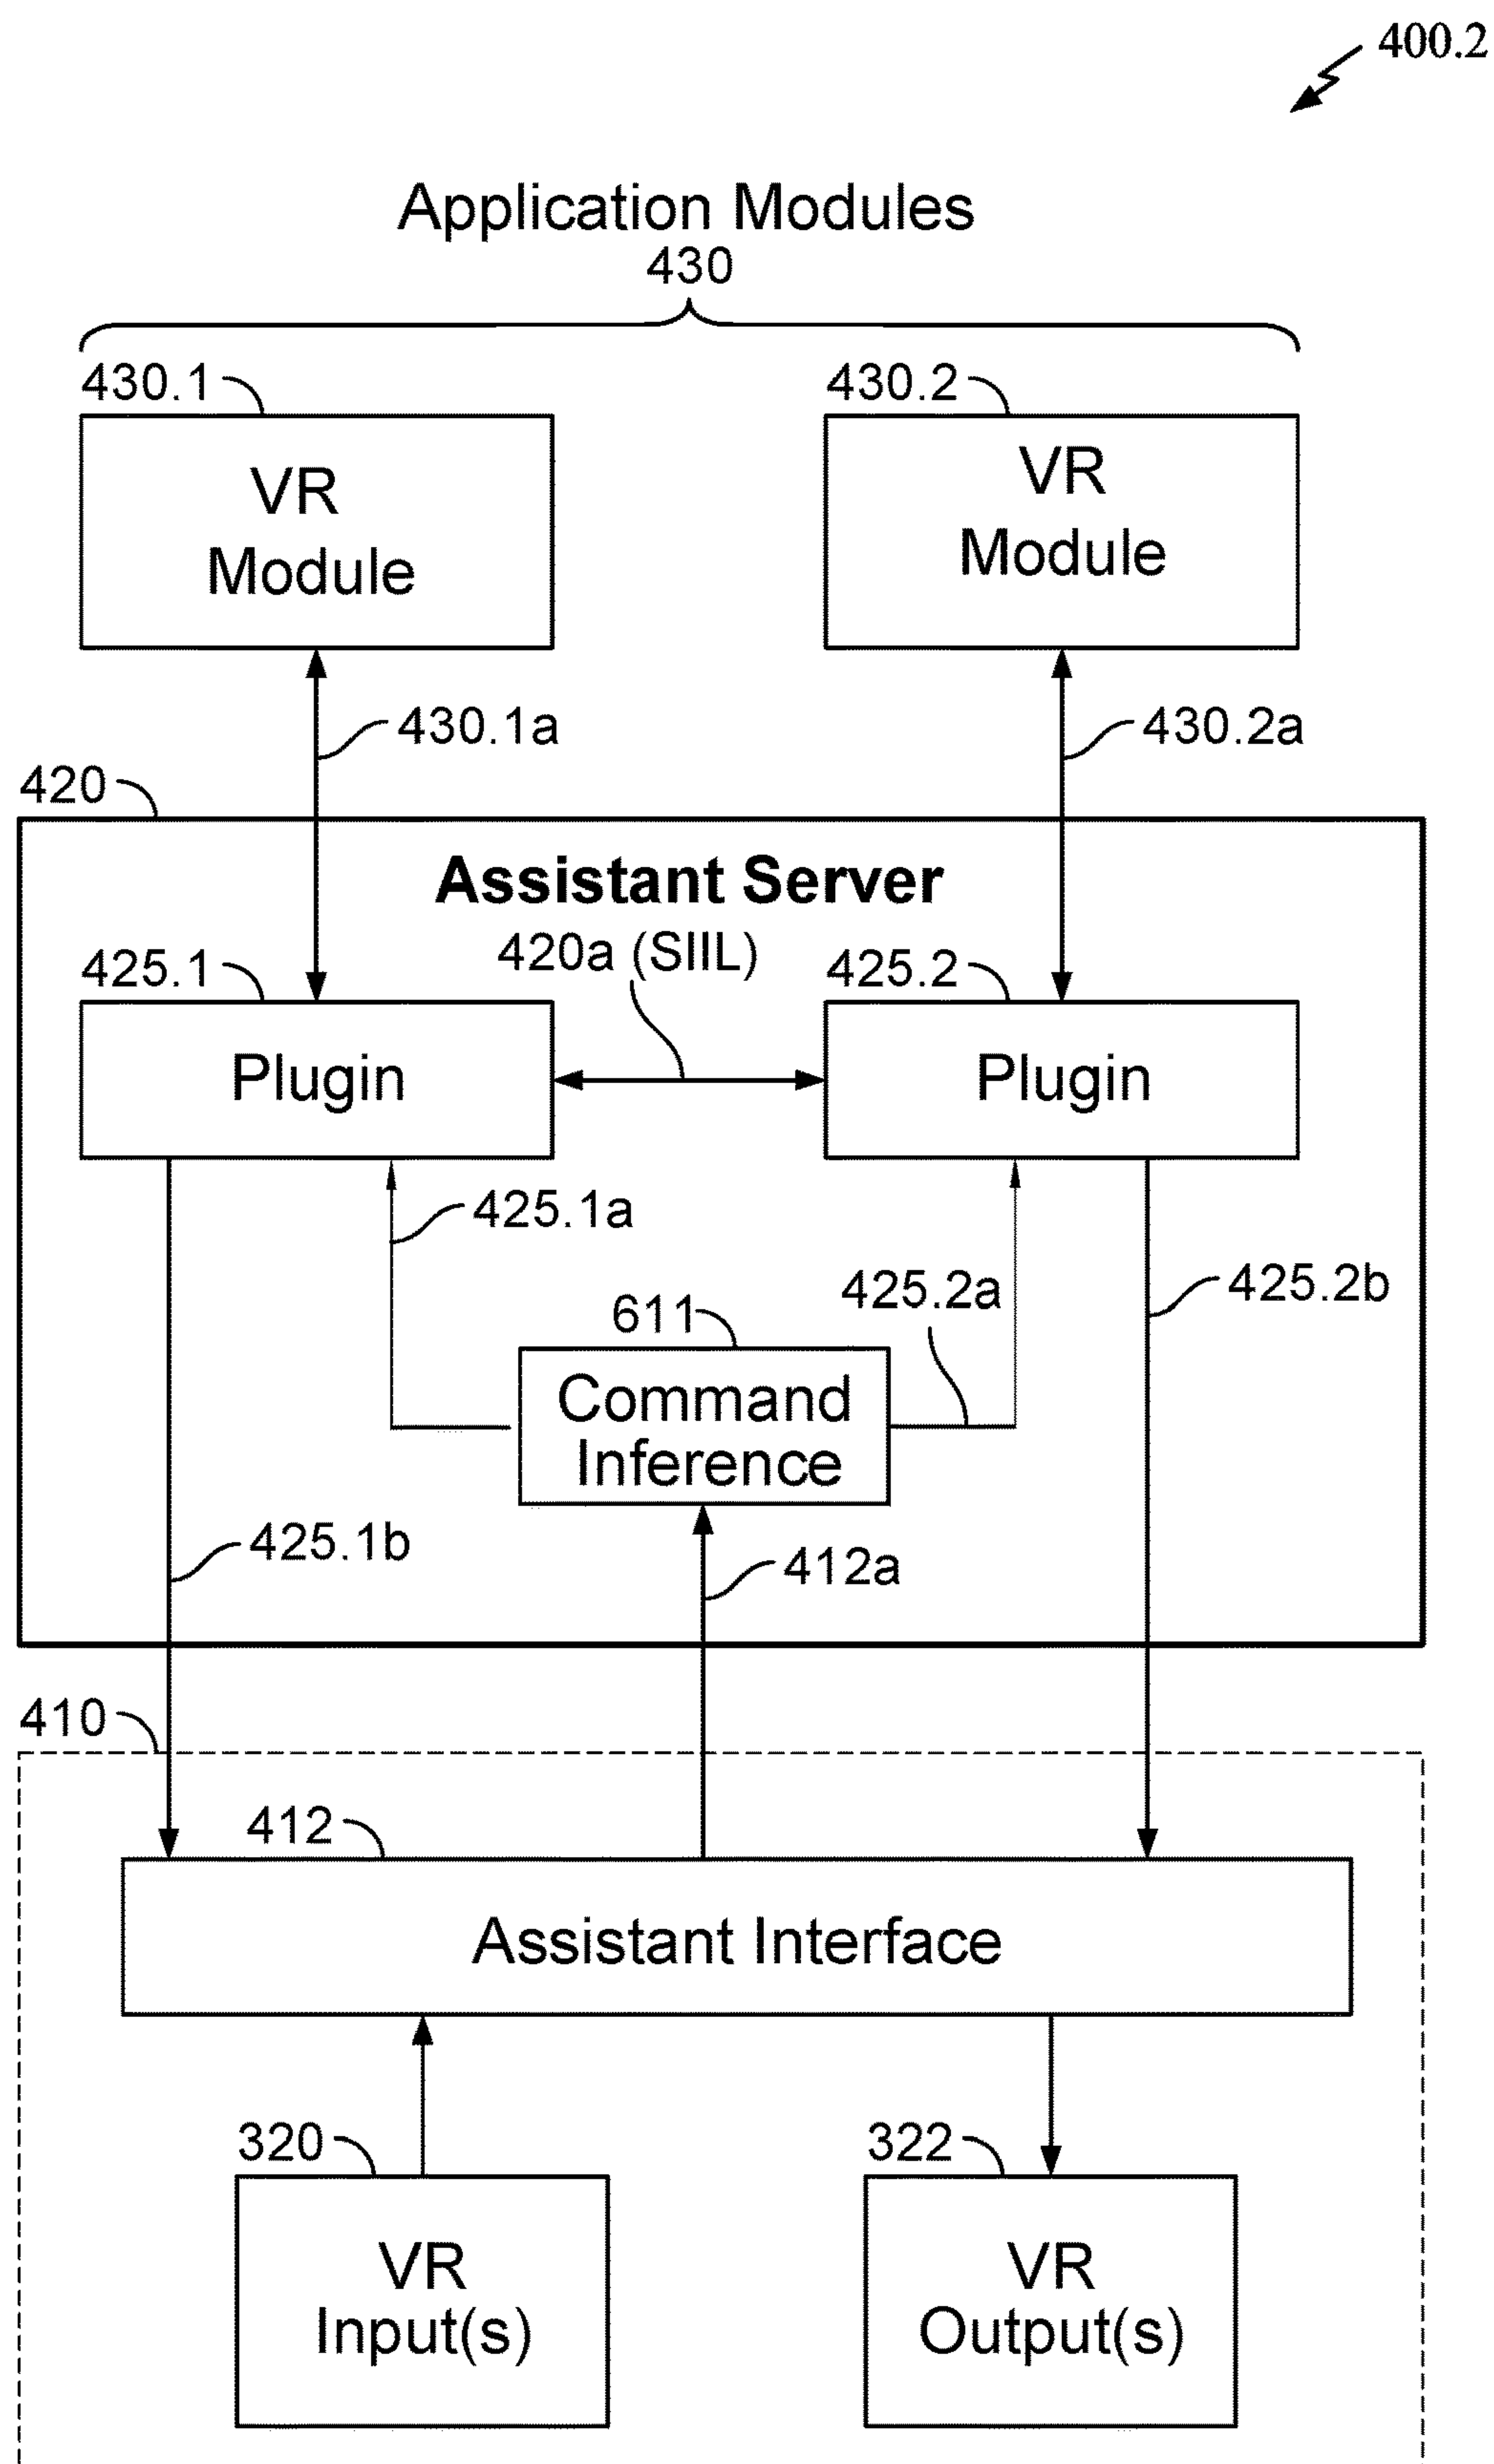 400.2
Application Modules
430
430.1
430.2
VR
Module
VR
Module
430.1a
430.2a
420
Assistant Server
420a (SIIL)
425.1
425.2
Plugin
Plugin
425.1a
425.2a
425.2b
611
Command
Inference
425.1b
412a
410
412
Assistant Interface
320
322
VR
Input(s)
VR
Output(s)